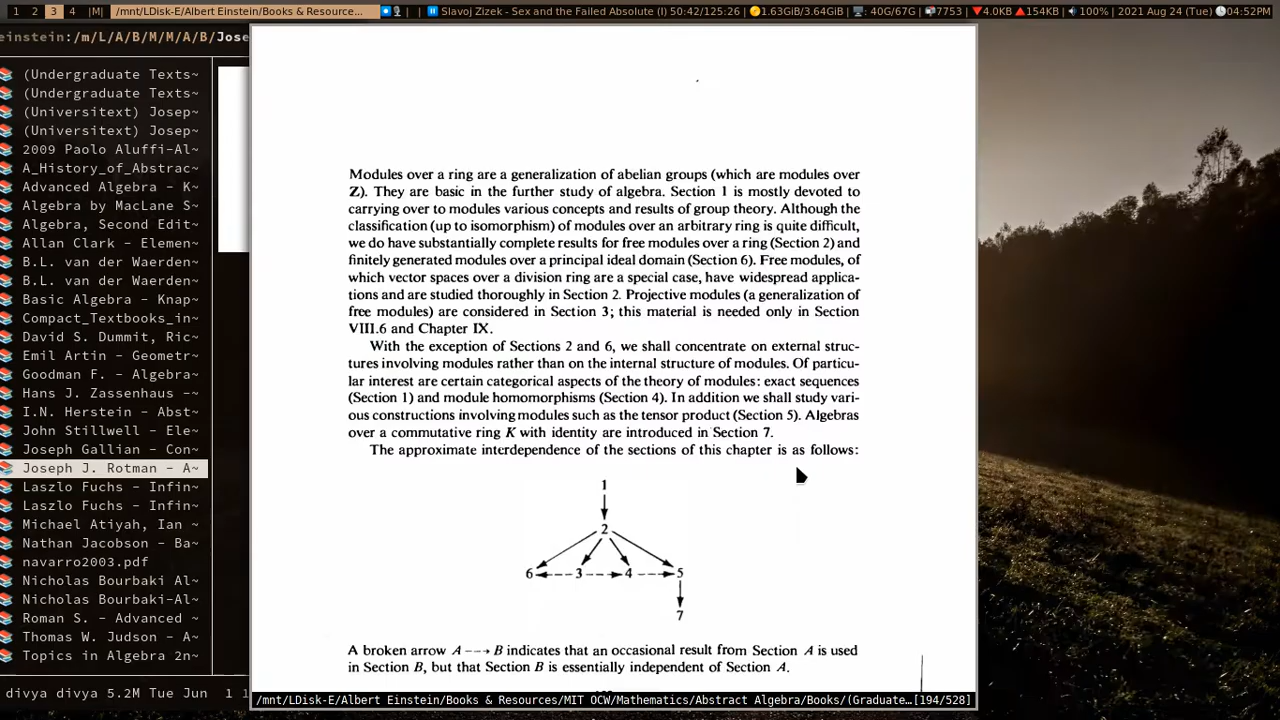 1 2 3 4 |M| /mnt/LDisk-E/Albert Einstein/Books & Resource... | | Slavoj Zizek - Sex and the Failed Absolute (I) 50:42/125:26 | 1.63GiB/3.64GiB | : 40G/67G | 7753 | 4.0KB 154KB | 100% | 2021 Aug 24 (Tue) 04:52PM
einstein:/m/L/A/B/M/M/A/B/Jose
(Undergraduate Texts~
(Undergraduate Texts~
(Universitext) Josep~
(Universitext) Josep~
2009 Paolo Aluffi-Al~
A_History_of_Abstrac~
Advanced Algebra – K~
Algebra by MacLane S~
Algebra, Second Edit~
Allan Clark – Elemen~
B.L. van der Waerden~
B.L. van der Waerden~
Basic Algebra – Knap~
Compact_Textbooks_in~
David S. Dummit, Ric~
Emil Artin – Geometr~
Goodman F. – Algebra~
Hans J. Zassenhaus –~
I.N. Herstein – Abst~
John Stillwell – Ele~
Joseph Gallian – Con~
Joseph J. Rotman – A~
Laszlo Fuchs – Infin~
Laszlo Fuchs – Infin~
Michael Atiyah, Ian ~
Nathan Jacobson – Ba~
navarro2003.pdf
Nicholas Bourbaki Al~
Nicholas Bourbaki-Al~
Roman S. – Advanced ~
Thomas W. Judson – A~
Topics in Algebra 2n~
divya divya 5.2M Tue Jun 1 1
Modules over a ring are a generalization of abelian groups (which are modules over
Z). They are basic in the further study of algebra. Section 1 is mostly devoted to
carrying over to modules various concepts and results of group theory. Although the
classification (up to isomorphism) of modules over an arbitrary ring is quite difficult,
we do have substantially complete results for free modules over a ring (Section 2) and
finitely generated modules over a principal ideal domain (Section 6). Free modules, of
which vector spaces over a division ring are a special case, have widespread applica-
tions and are studied thoroughly in Section 2. Projective modules (a generalization of
free modules) are considered in Section 3; this material is needed only in Section
VIII.6 and Chapter IX.
With the exception of Sections 2 and 6, we shall concentrate on external struc-
tures involving modules rather than on the internal structure of modules. Of particu-
lar interest are certain categorical aspects of the theory of modules: exact sequences
(Section 1) and module homomorphisms (Section 4). In addition we shall study vari-
ous constructions involving modules such as the tensor product (Section 5). Algebras
over a commutative ring K with identity are introduced in Section 7.
The approximate interdependence of the sections of this chapter is as follows:
1
2
6 3 4 5
7
A broken arrow A --→ B indicates that an occasional result from Section A is used
in Section B, but that Section B is essentially independent of Section A.
/mnt/LDisk-E/Albert Einstein/Books & Resources/MIT OCW/Mathematics/Abstract Algebra/Books/(Graduate…[194/528]